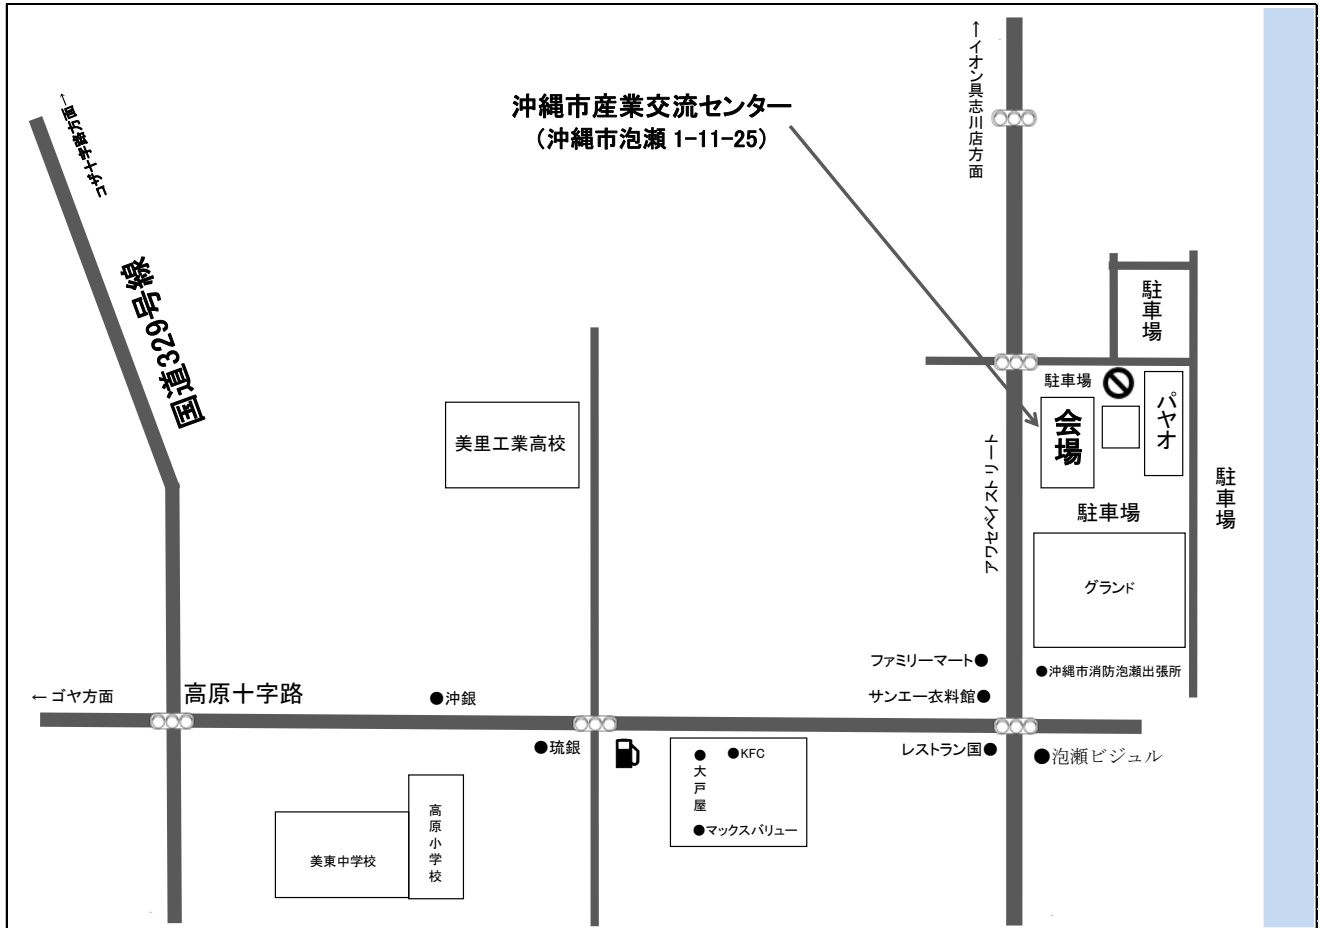 ←イオン具志川店方面
コザ十字路方面→
沖縄市産業交流センター
（沖縄市泡瀬 1-11-25）
国道329号線
駐車場
駐車場
会場
パヤオ
美里工業高校
アワセベイストリート
駐車場
駐車場
グランド
ファミリーマート●
●沖縄市消防泡瀬出張所
← ゴヤ方面
高原十字路
●沖銀
サンエー衣料館●
●琉銀
●大戸屋
●KFC
レストラン国●
●泡瀬ビジュル
●マックスバリュー
高原小学校
美東中学校